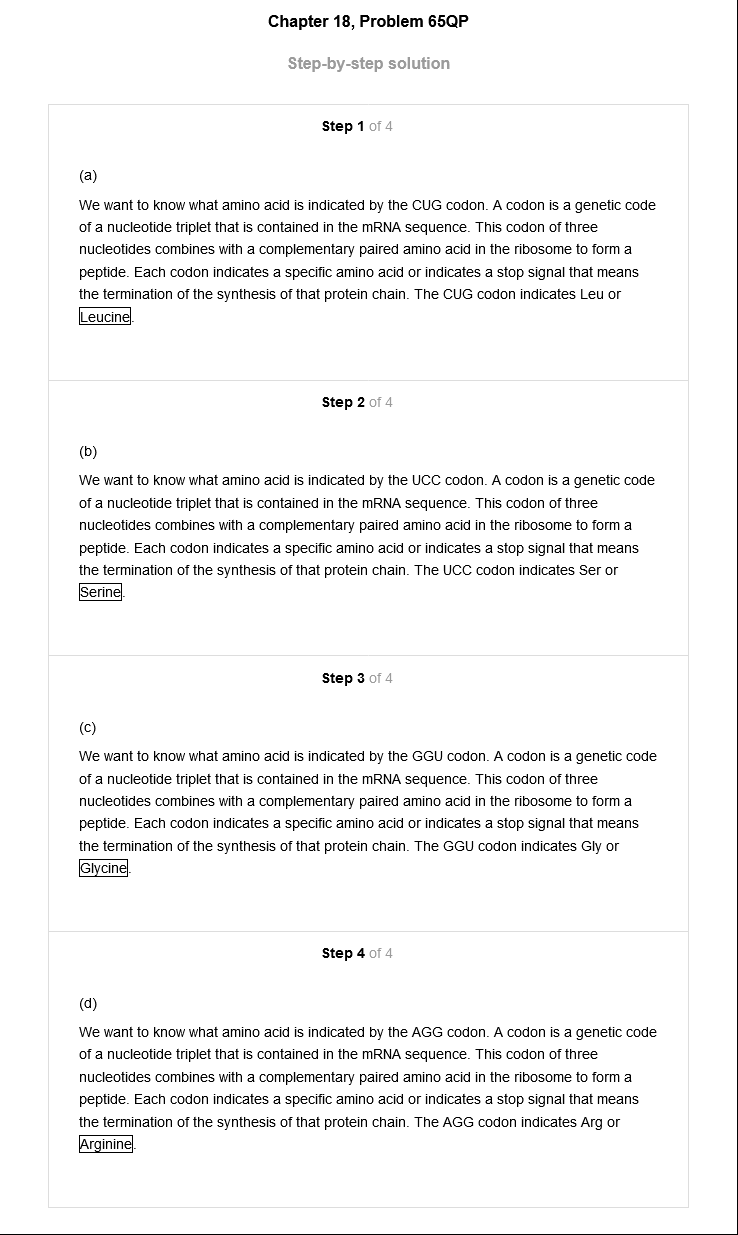 Chapter 18, Problem 65QP
Step-by-step solution
Step 1 of 4
(a)
We want to know what amino acid is indicated by the CUG codon. A codon is a genetic code
of a nucleotide triplet that is contained in the mRNA sequence. This codon of three
nucleotides combines with a complementary paired amino acid in the ribosome to form a
peptide. Each codon indicates a specific amino acid or indicates a stop signal that means
the termination of the synthesis of that protein chain. The CUG codon indicates Leu or
Leucine.
Step 2 of 4
(b)
We want to know what amino acid is indicated by the UCC codon. A codon is a genetic code
of a nucleotide triplet that is contained in the mRNA sequence. This codon of three
nucleotides combines with a complementary paired amino acid in the ribosome to form a
peptide. Each codon indicates a specific amino acid or indicates a stop signal that means
the termination of the synthesis of that protein chain. The UCC codon indicates Ser or
Serine.
Step 3 of 4
(c)
We want to know what amino acid is indicated by the GGU codon. A codon is a genetic code
of a nucleotide triplet that is contained in the mRNA sequence. This codon of three
nucleotides combines with a complementary paired amino acid in the ribosome to form a
peptide. Each codon indicates a specific amino acid or indicates a stop signal that means
the termination of the synthesis of that protein chain. The GGU codon indicates Gly or
Glycine.
Step 4 of 4
(d)
We want to know what amino acid is indicated by the AGG codon. A codon is a genetic code
of a nucleotide triplet that is contained in the mRNA sequence. This codon of three
nucleotides combines with a complementary paired amino acid in the ribosome to form a
peptide. Each codon indicates a specific amino acid or indicates a stop signal that means
the termination of the synthesis of that protein chain. The AGG codon indicates Arg or
Arginine.